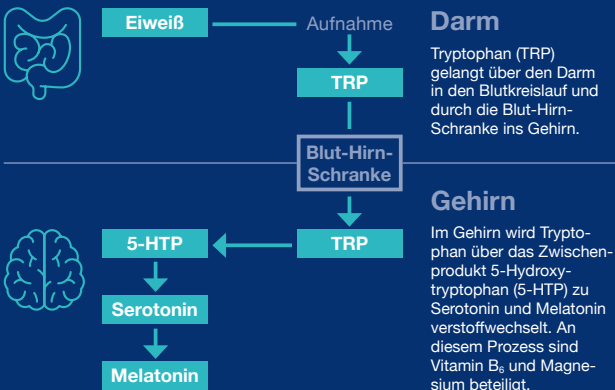 Eiweiß
Aufnahme
TRP
Blut-Hirn-
Schranke
Darm
Tryptophan (TRP)
gelangt über den Darm
in den Blutkreislauf und
durch die Blut-Hirn-
Schranke ins Gehirn.
TRP
5-HTP
Serotonin
Melatonin
Gehirn
Im Gehirn wird Trypto-
phan über das Zwischen-
produkt 5-Hydroxy-
tryptophan (5-HTP) zu
Serotonin und Melatonin
verstoffwechselt. An
diesem Prozess sind
Vitamin B₆ und Magne-
sium beteiligt.